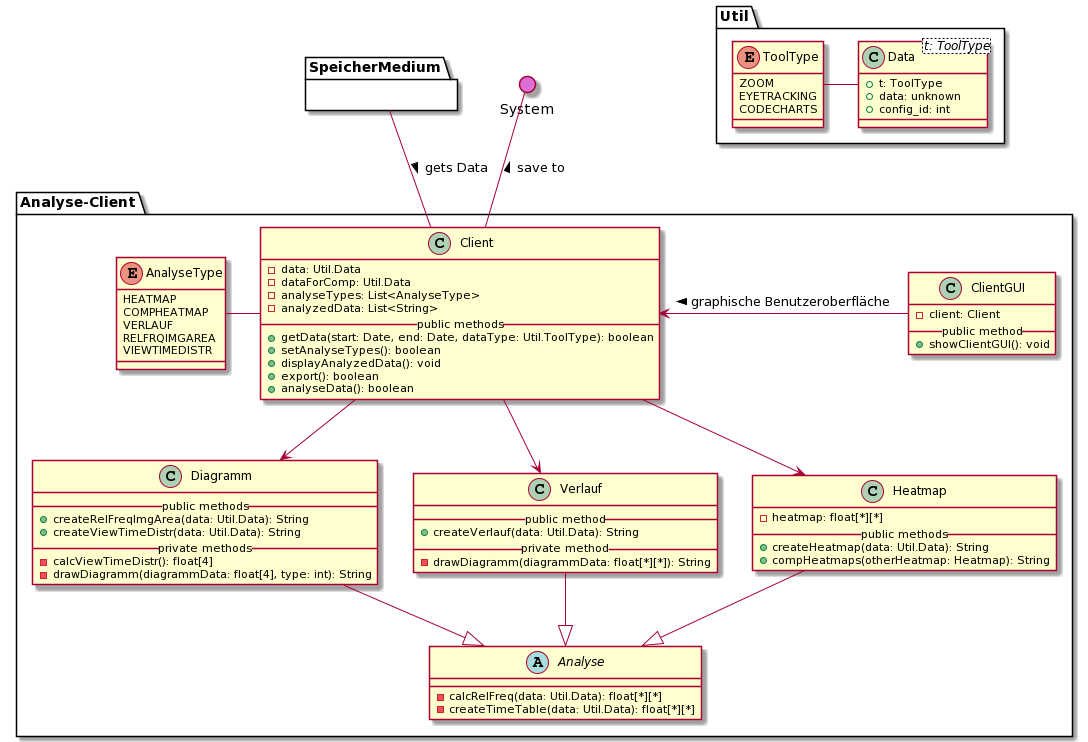 Util
E ToolType
ZOOM
EYETRACKING
CODECHARTS
t: ToolType
C Data
t: ToolType
data: unknown
config_id: int
SpeicherMedium
System
gets Data
save to
Analyse-Client
E AnalyseType
HEATMAP
COMPHEATMAP
VERLAUF
RELFRQIMGAREA
VIEWTIMEDISTR
C Client
data: Util.Data
dataForComp: Util.Data
analyseTypes: List<AnalyseType>
analyzedData: List<String>
public methods
getData(start: Date, end: Date, dataType: Util.ToolType): boolean
setAnalyseTypes(): boolean
displayAnalyzedData(): void
export(): boolean
analyseData(): boolean
graphische Benutzeroberfläche
C ClientGUI
client: Client
public method
showClientGUI(): void
C Diagramm
public methods
createRelFreqImgArea(data: Util.Data): String
createViewTimeDistr(data: Util.Data): String
private methods
calcViewTimeDistr(): float[4]
drawDiagramm(diagrammData: float[4], type: int): String
C Verlauf
public method
createVerlauf(data: Util.Data): String
private method
drawDiagramm(diagrammData: float[*][*]): String
C Heatmap
heatmap: float[*][*]
public methods
createHeatmap(data: Util.Data): String
compHeatmaps(otherHeatmap: Heatmap): String
A Analyse
calcRelFreq(data: Util.Data): float[*][*]
createTimeTable(data: Util.Data): float[*][*]